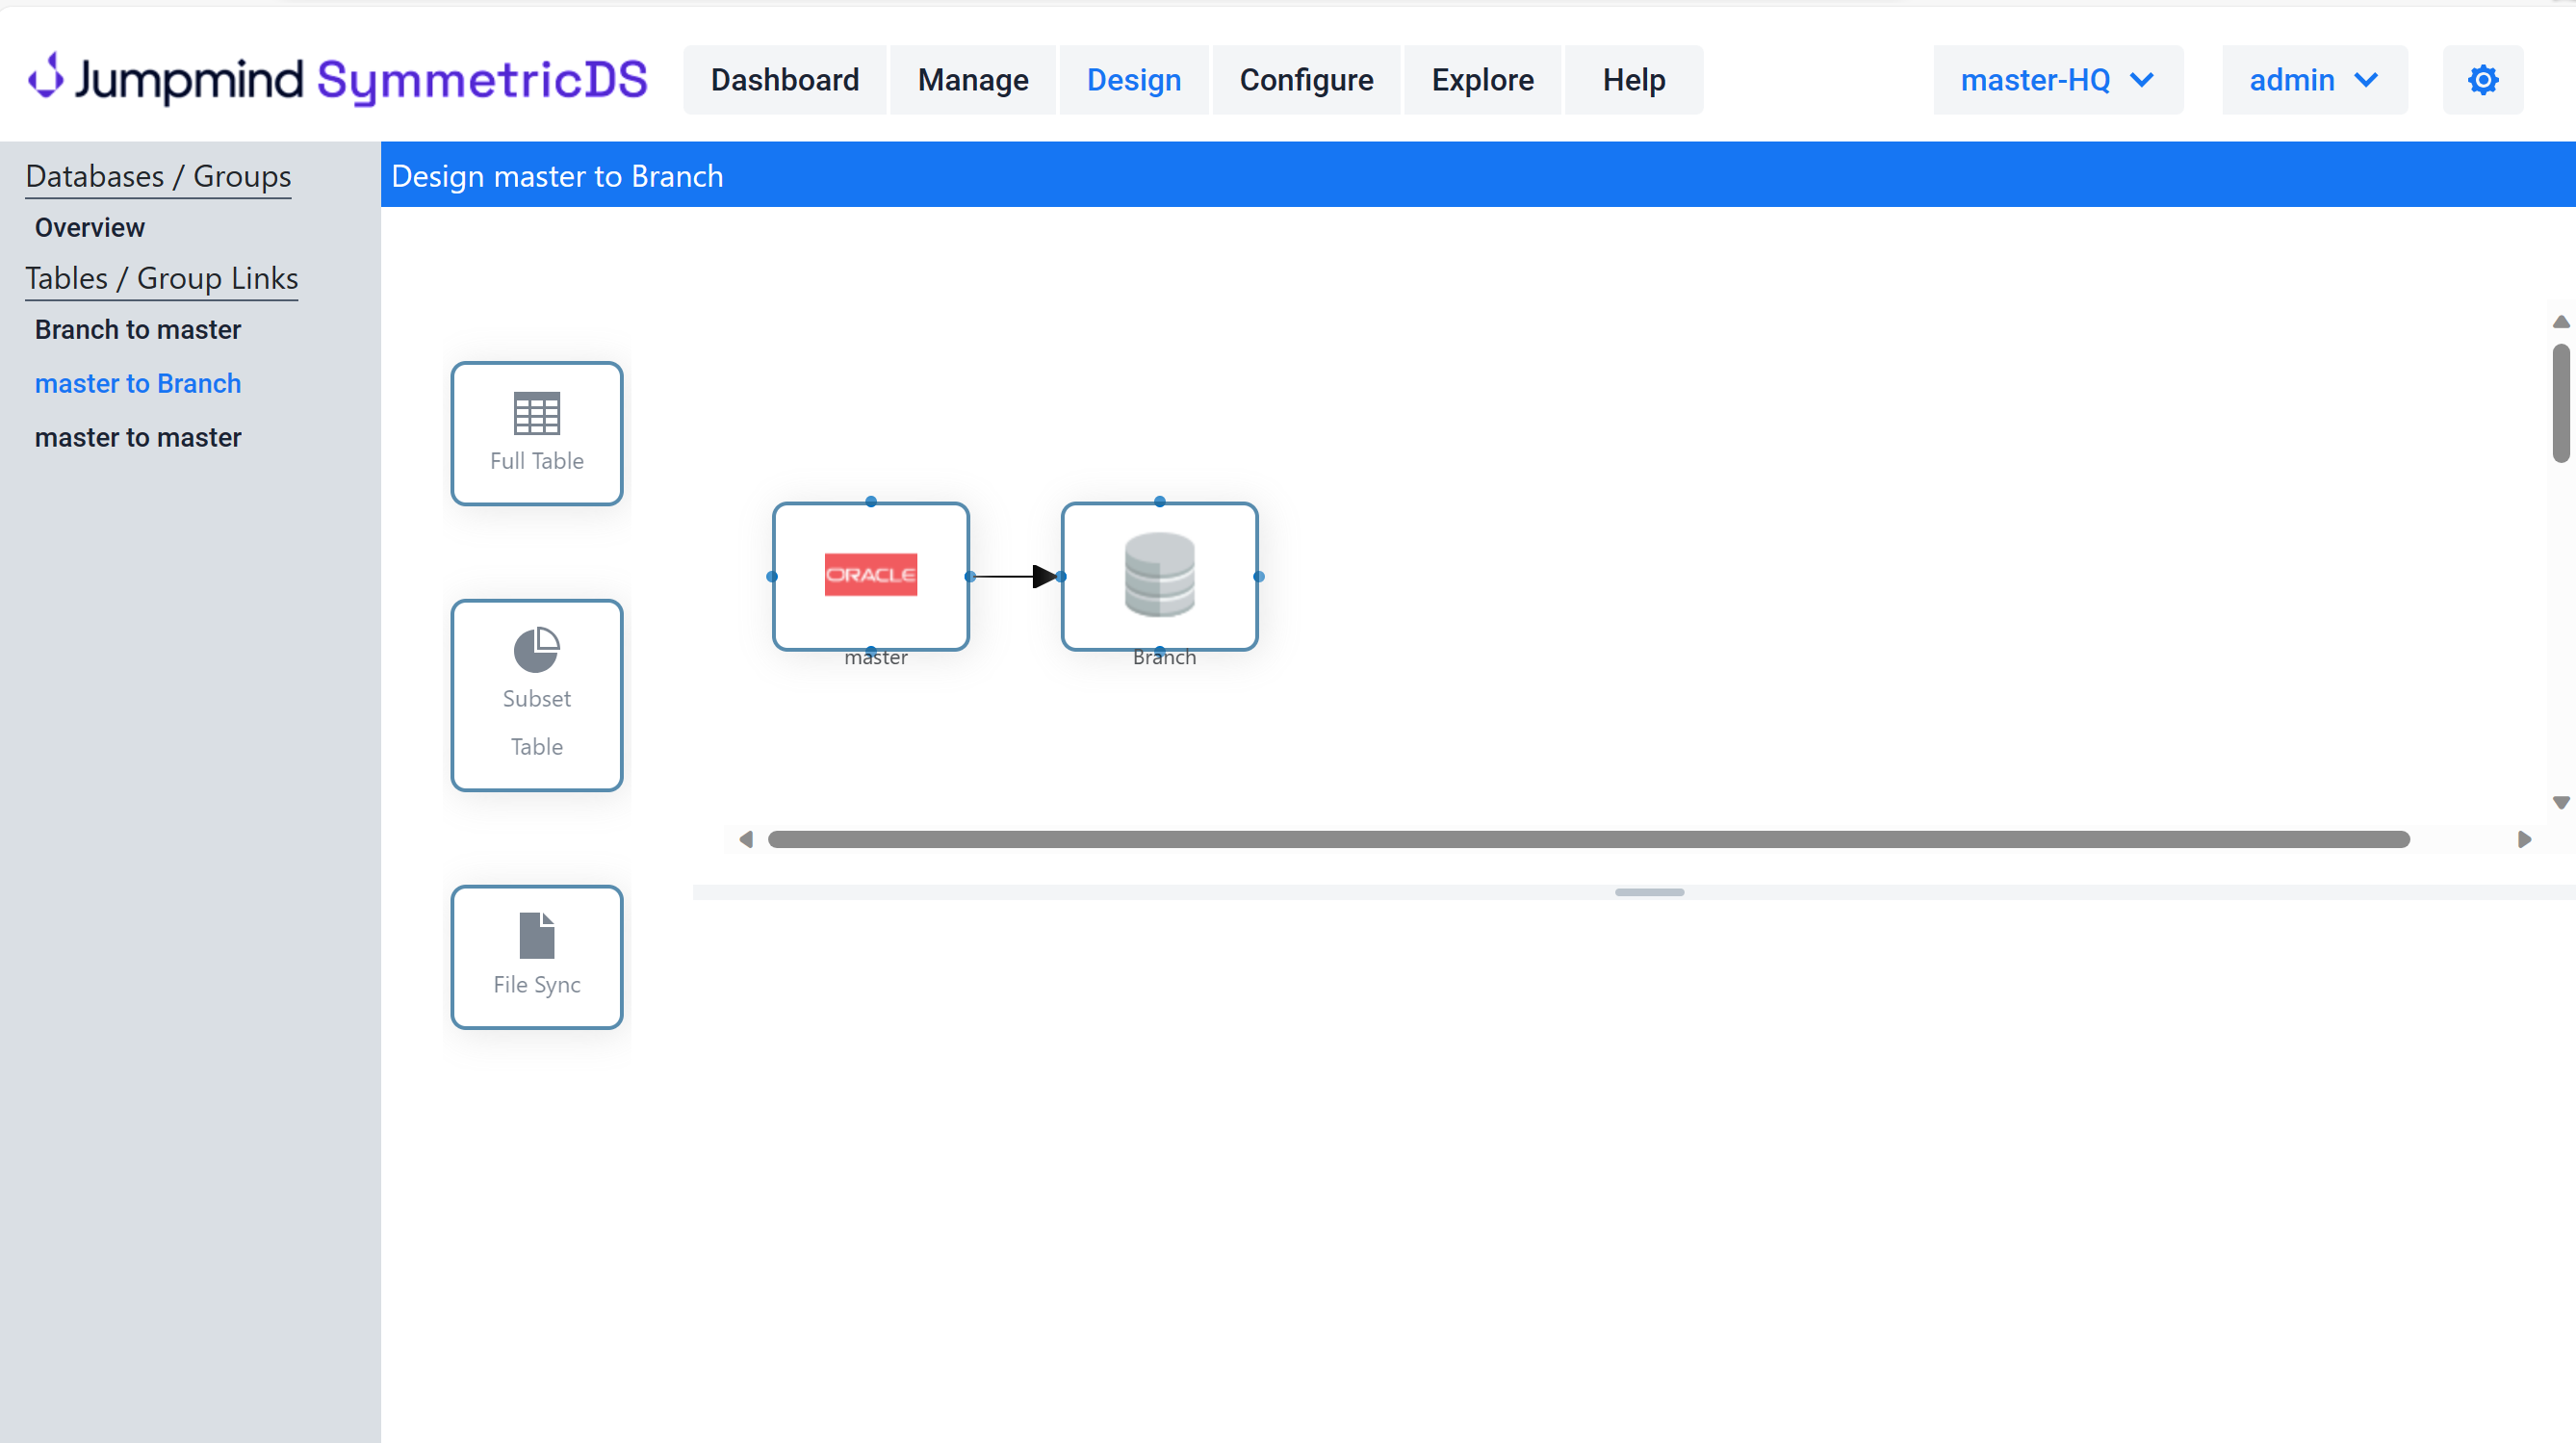 Jumpmind SymmetricDS
Dashboard
Manage
Design
Configure
Explore
Help
master-HQ
admin
Databases / Groups
Overview
Tables / Group Links
Branch to master
master to Branch
master to master
Design master to Branch
Full Table
Subset
Table
File Sync
ORACLE
master
Branch